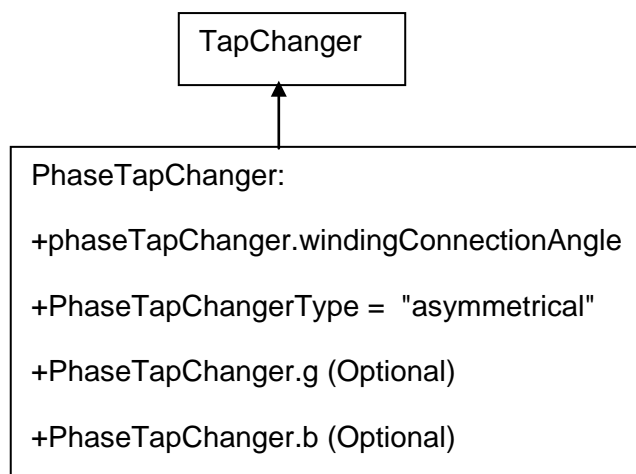 TapChanger
PhaseTapChanger:
+phaseTapChanger.windingConnectionAngle
+PhaseTapChangerType = "asymmetrical"
+PhaseTapChanger.g (Optional)
+PhaseTapChanger.b (Optional)